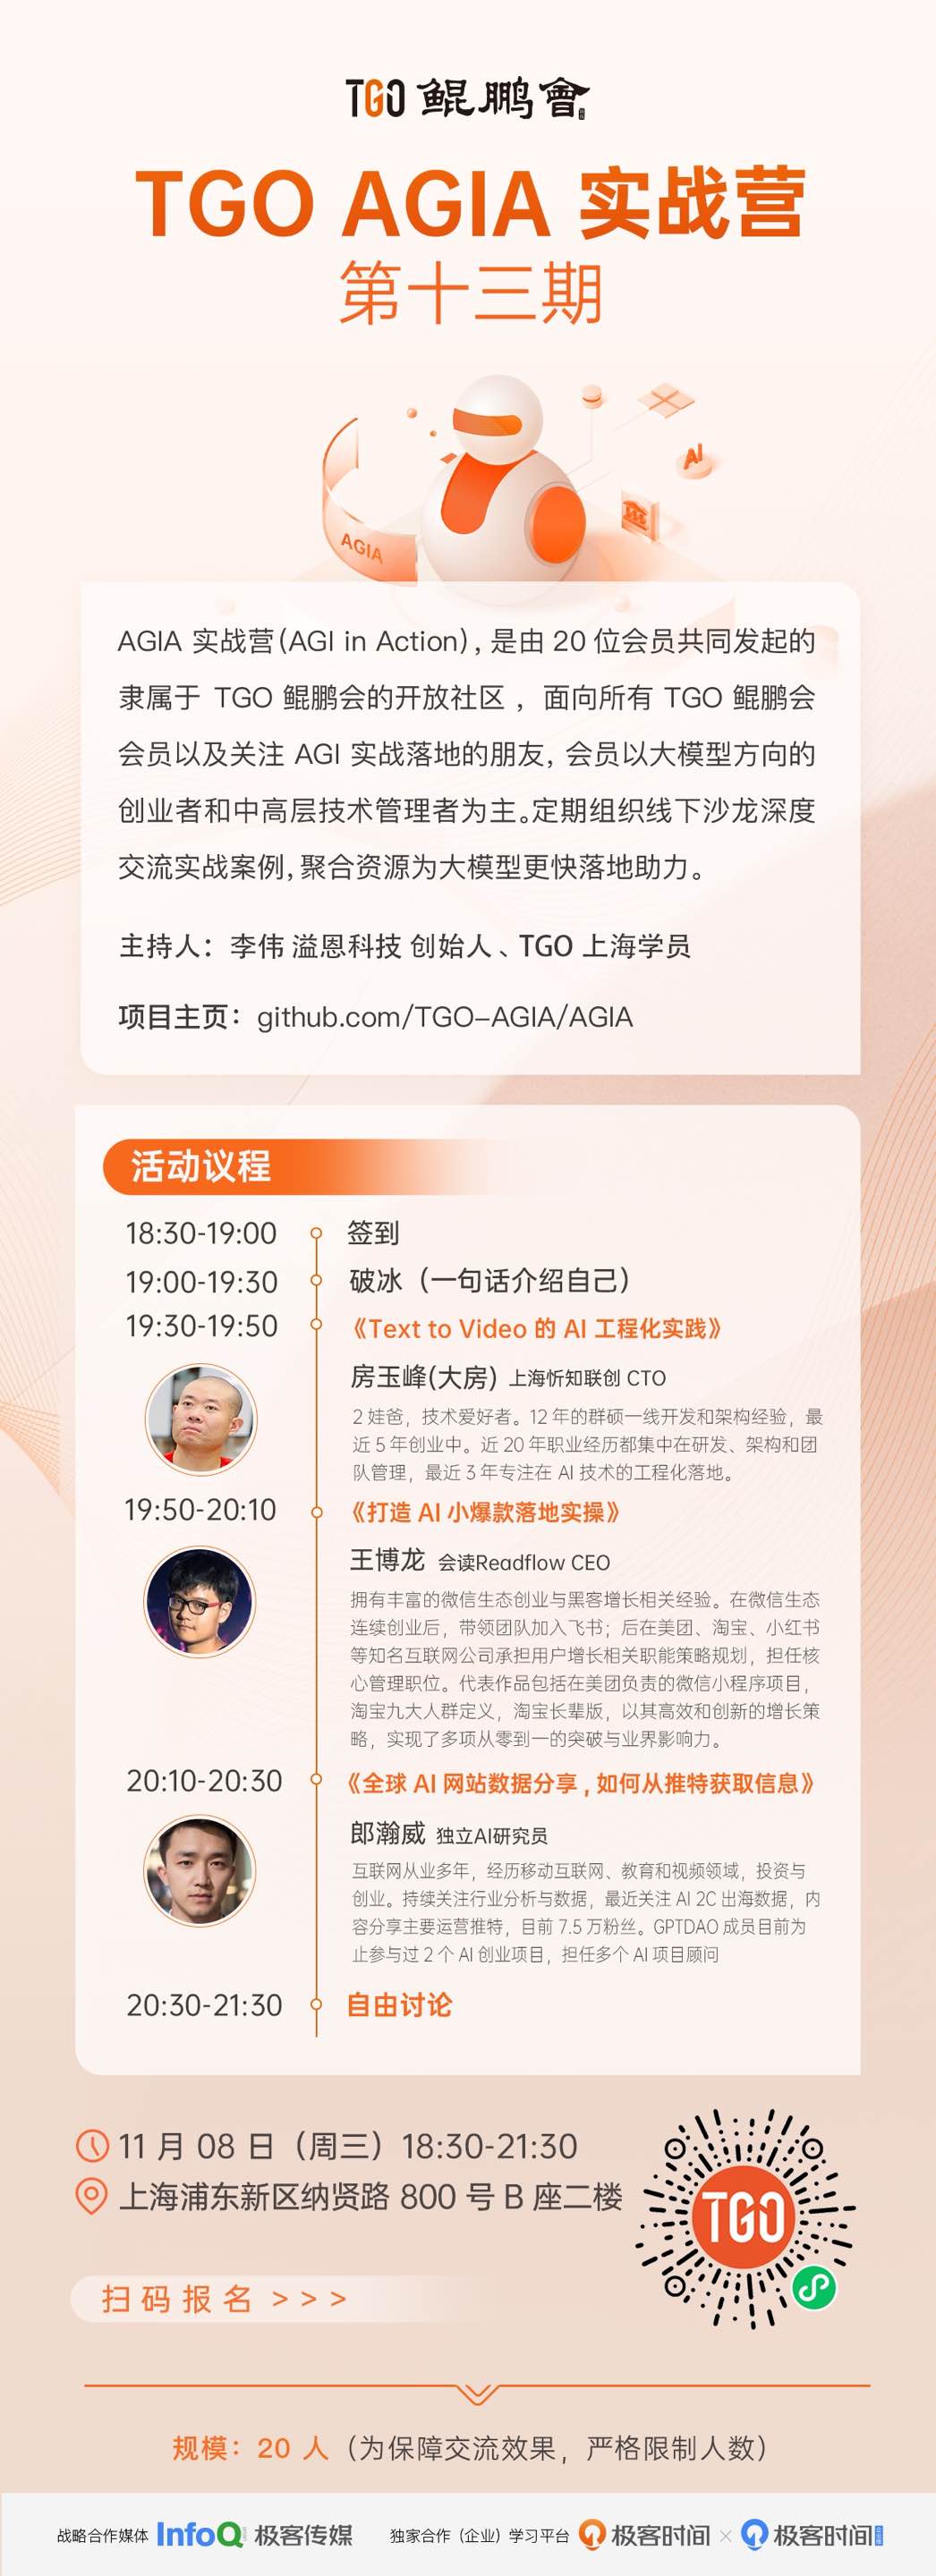 TGO 鲲鹏會
TGO AGIA 实战营
第十三期
AI
AGIA
AGIA 实战营(AGI in Action),是由 20 位会员共同发起的
隶属于 TGO 鲲鹏会的开放社区 ,面向所有 TGO 鲲鹏会
会员以及关注 AGI 实战落地的朋友,会员以大模型方向的
创业者和中高层技术管理者为主。定期组织线下沙龙深度
交流实战案例,聚合资源为大模型更快落地助力。
主持人：李伟 溢恩科技 创始人、TGO 上海学员
项目主页：github.com/TGO-AGIA/AGIA
活动议程
18:30-19:00 签到
19:00-19:30 破冰（一句话介绍自己）
19:30-19:50 《Text to Video 的 AI 工程化实践》
房玉峰(大房) 上海忻知联创 CTO
2 娃爸，技术爱好者。12 年的群硕一线开发和架构经验，最
近 5 年创业中。近 20 年职业经历都集中在研发、架构和团
队管理，最近 3 年专注在 AI 技术的工程化落地。
19:50-20:10 《打造 AI 小爆款落地实操》
王博龙 会读Readflow CEO
拥有丰富的微信生态创业与黑客增长相关经验。在微信生态
连续创业后，带领团队加入飞书；后在美团、淘宝、小红书
等知名互联网公司承担用户增长相关职能策略规划，担任核
心管理职位。代表作品包括在美团负责的微信小程序项目，
淘宝九大人群定义，淘宝长辈版，以其高效和创新的增长策
略，实现了多项从零到一的突破与业界影响力。
20:10-20:30 《全球 AI 网站数据分享 , 如何从推特获取信息》
郎瀚威 独立AI研究员
互联网从业多年，经历移动互联网、教育和视频领域，投资与
创业。持续关注行业分析与数据，最近关注 AI 2C 出海数据，内
容分享主要运营推特，目前 7.5 万粉丝。GPTDAO 成员目前为
止参与过 2 个 AI 创业项目，担任多个 AI 项目顾问
20:30-21:30 自由讨论
11 月 08 日（周三）18:30-21:30
上海浦东新区纳贤路 800 号 B 座二楼
TGO
扫码报名 > > >
规模：20 人（为保障交流效果，严格限制人数）
战略合作媒体 InfoQ 极客传媒 独家合作（企业）学习平台 极客时间 × 极客时间